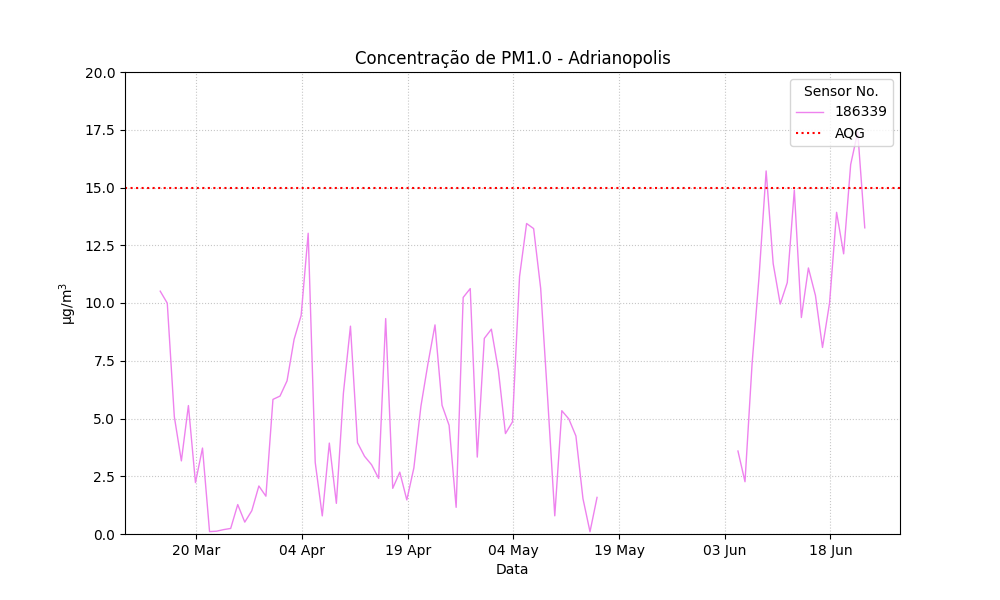 Concentração de PM1.0 - Adrianopolis
Sensor No.
186339
AQG
20.0
17.5
15.0
12.5
10.0
7.5
5.0
2.5
0.0
µg/m³
20 Mar
04 Apr
19 Apr
04 May
19 May
03 Jun
18 Jun
Data